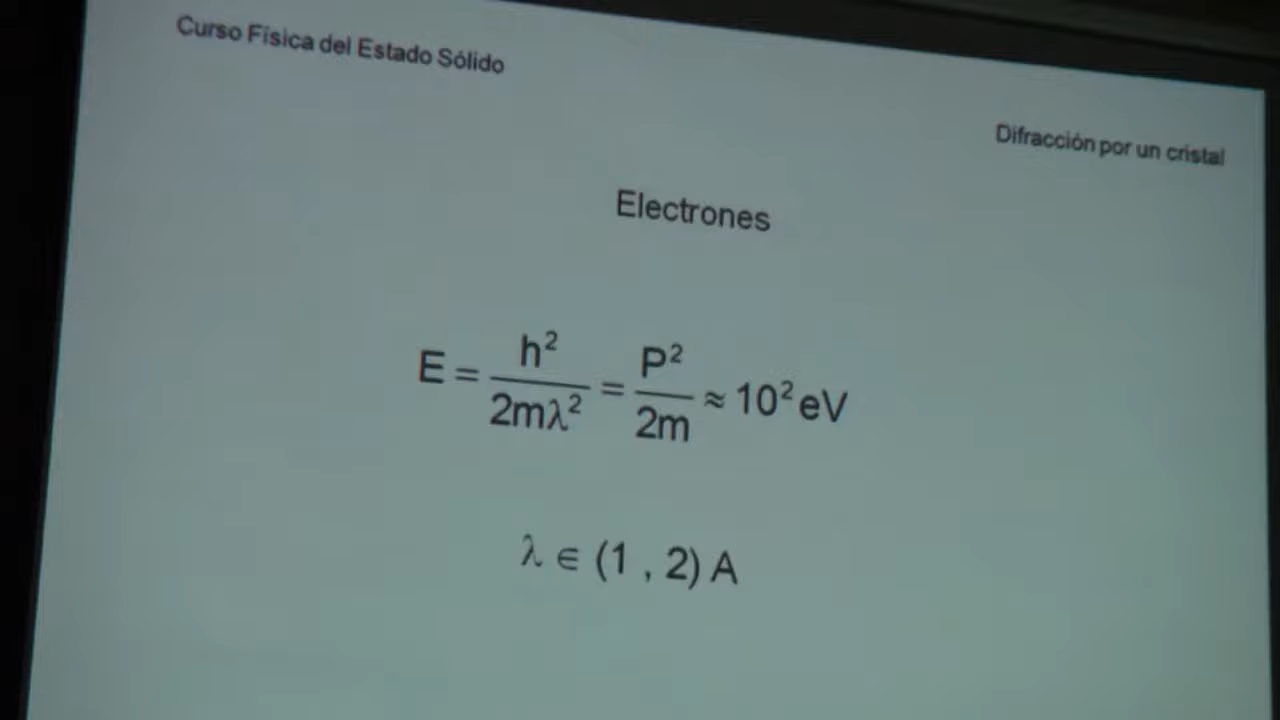 Curso Física del Estado Sólido
Difracción por un cristal
Electrones
E = h² / 2mλ² = P² / 2m ≈ 10² eV
λ ∈ (1 , 2) A